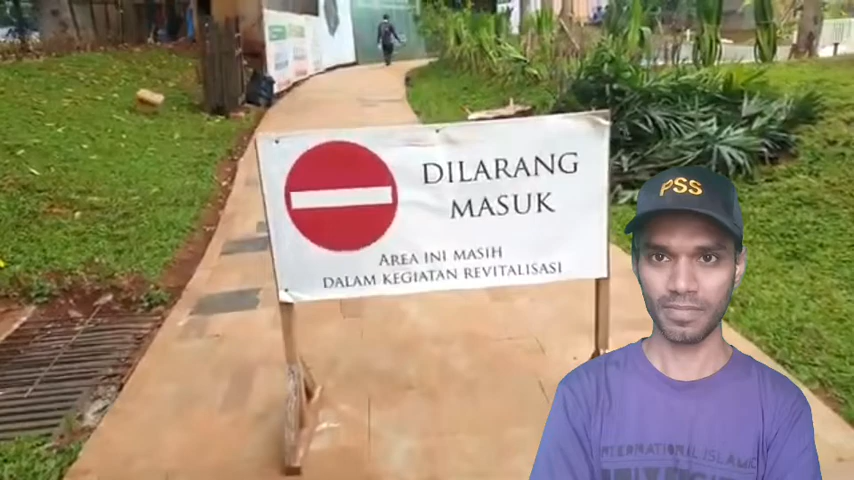 DILARANG
MASUK
AREA INI MASIH
DALAM KEGIATAN REVITALISASI
PSS
INTERNATIONAL ISLAMIC